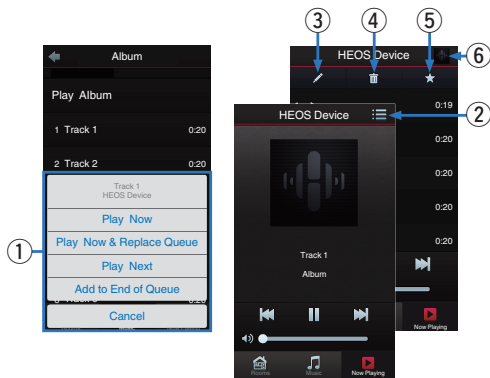 ③
④
⑤
⑥
②
①
Album
Play Album
1 Track 1 0:20
2 Track 2 0:20
Track 1
HEOS Device
Play Now
Play Now & Replace Queue
Play Next
Add to End of Queue
Cancel
HEOS Device
0:19
0:20
0:20
0:20
0:20
Now Playing
HEOS Device
Track 1
Album
Rooms
Music
Now Playing